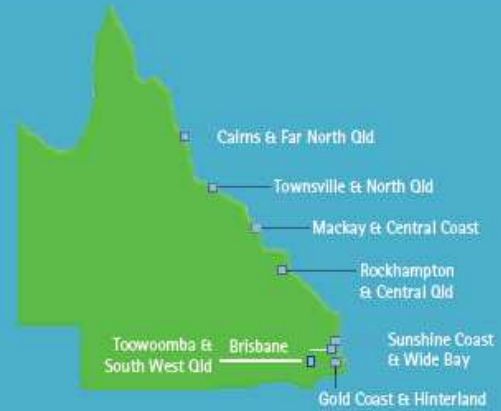 Cairns & Far North Qld
Townsville & North Qld
Mackay & Central Coast
Rockhampton
& Central Qld
Sunshine Coast
& Wide Bay
Brisbane
Toowoomba &
South West Qld
Gold Coast & Hinterland